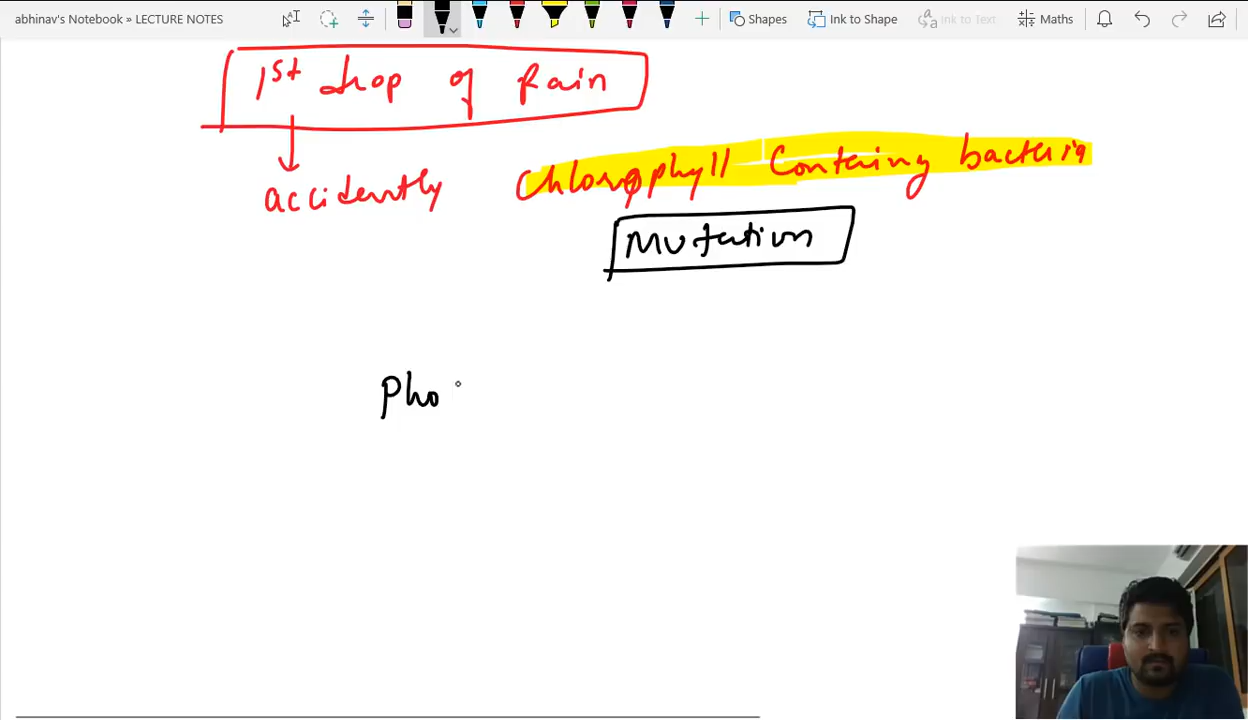 abhinav's Notebook » LECTURE NOTES
Shapes
Ink to Shape
Ink to Text
Maths
1st drop of Rain
accidently Chlorophyll Containing bacteria
Mutation
Pho